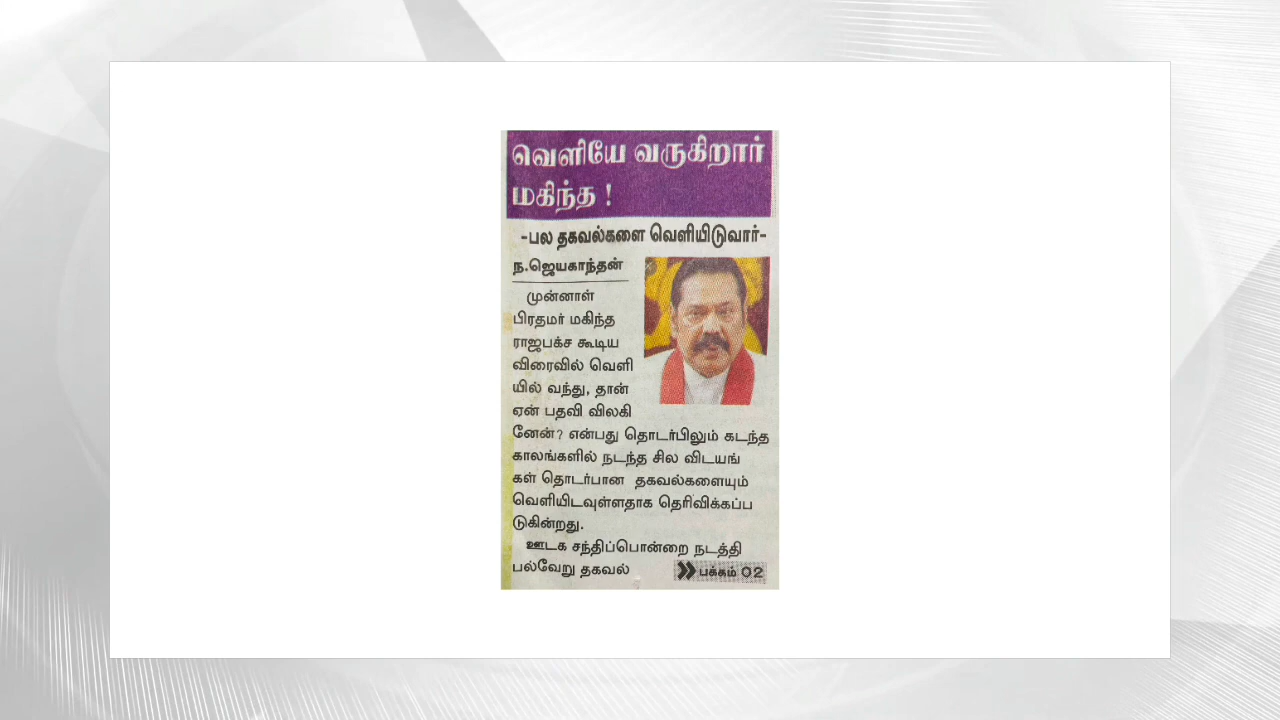 வெளியே வருகிறார்
மகிந்த !
-பல தகவல்களை வெளியிடுவார்-
ந.ஜெயகாந்தன்
முன்னாள்
பிரதமர் மகிந்த
ராஜபக்ச கூடிய
விரைவில் வெளி
யில் வந்து, தான்
ஏன் பதவி விலகி
னேன்? என்பது தொடர்பிலும் கடந்த
காலங்களில் நடந்த சில விடயங்
கள் தொடர்பான தகவல்களையும்
வெளியிடவுள்ளதாக தெரிவிக்கப்ப
டுகின்றது.
ஊடக சந்திப்பொன்றை நடத்தி
பல்வேறு தகவல்
பக்கம் 02